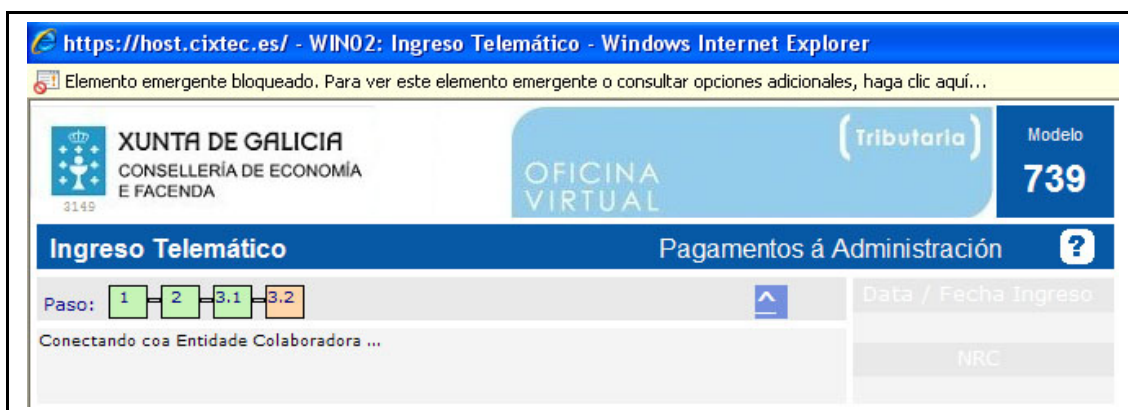 https://host.cixtec.es/ - WIN02: Ingreso Telemático - Windows Internet Explorer
Elemento emergente bloqueado. Para ver este elemento emergente o consultar opciones adicionales, haga clic aquí...
XUNTA DE GALICIA
CONSELLERÍA DE ECONOMÍA
E FACENDA
3149
OFICINA
VIRTUAL
(Tributaria)
Modelo
739
Ingreso Telemático
Pagamentos á Administración
?
Paso: 1 2 3.1 3.2
^
Data / Fecha Ingreso
Conectando coa Entidade Colaboradora ...
NRC